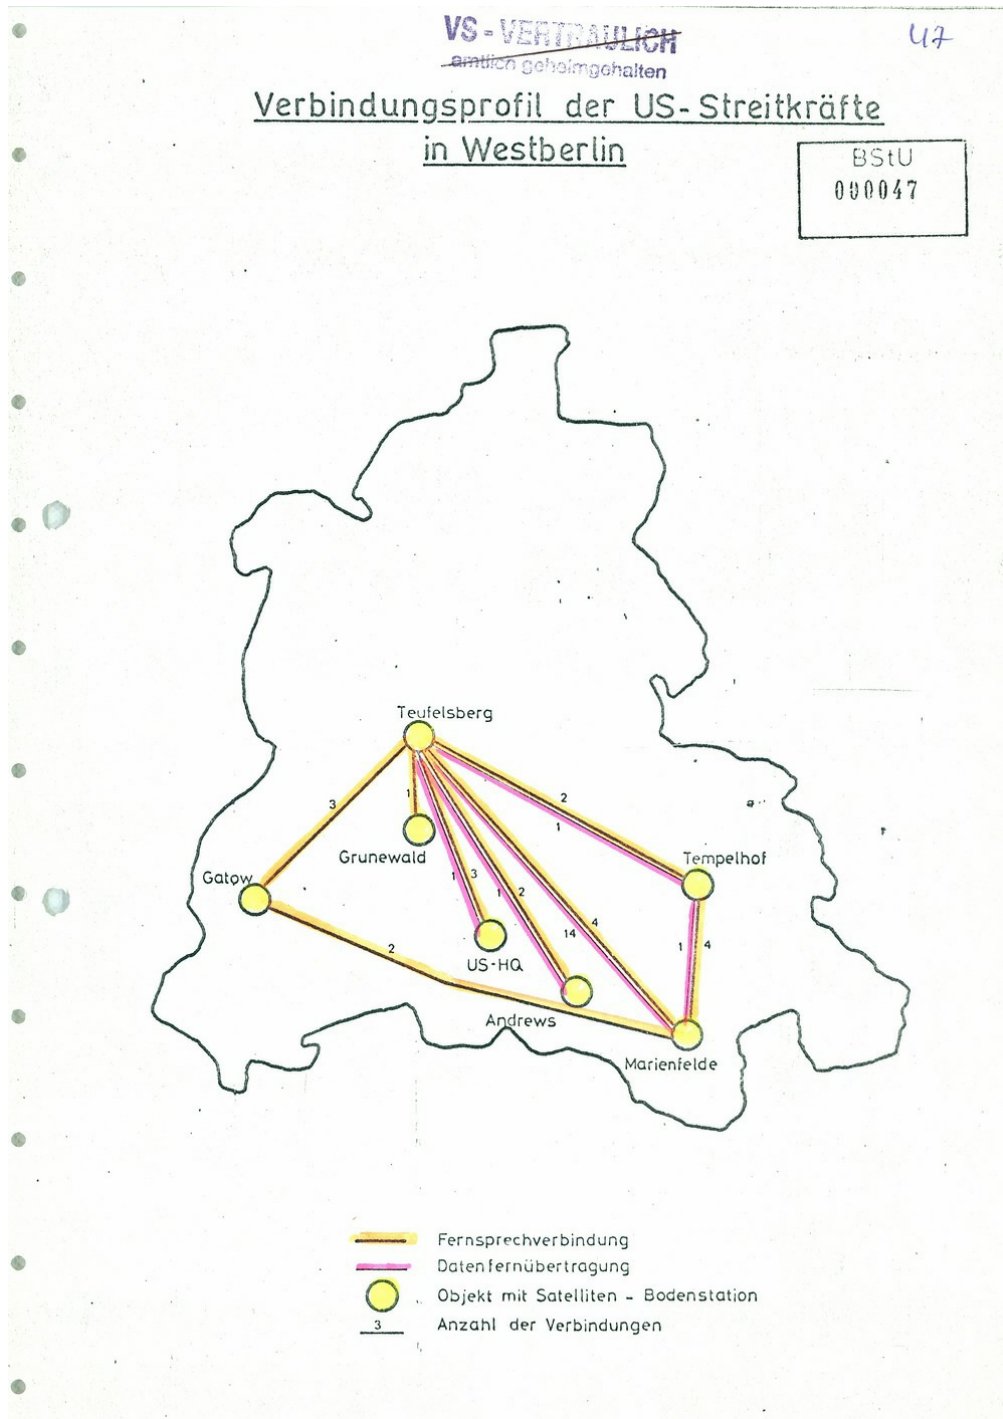 VS - VERTRAULICH
amtlich geheimgehalten
47
Verbindungsprofil der US-Streitkräfte
in Westberlin
BStU
000047
Teufelsberg
3
1
2
1
Grunewald
Tempelhof
Gatow
1
3
1
2
4
14
1
4
2
US-HQ
Andrews
Marienfelde
Fernsprechverbindung
Datenfernübertragung
Objekt mit Satelliten - Bodenstation
3
Anzahl der Verbindungen